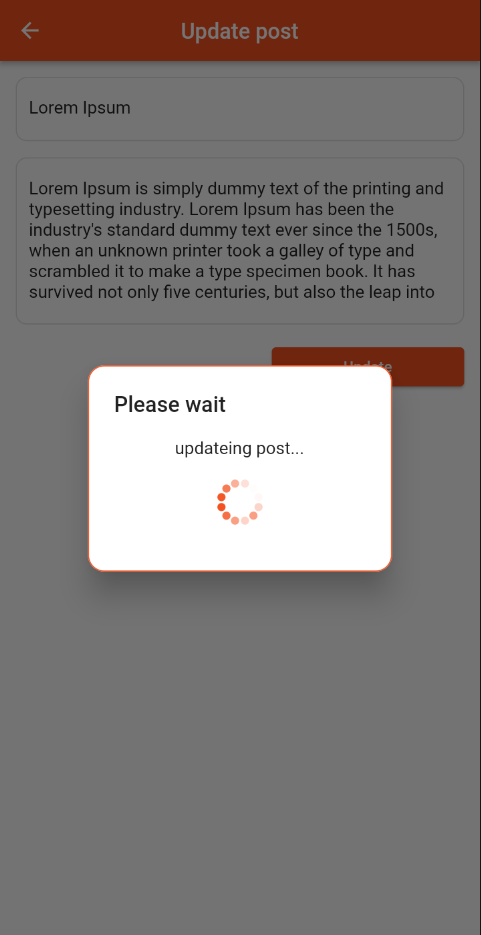 Update post
Lorem Ipsum
Lorem Ipsum is simply dummy text of the printing and
typesetting industry. Lorem Ipsum has been the
industry's standard dummy text ever since the 1500s,
when an unknown printer took a galley of type and
scrambled it to make a type specimen book. It has
survived not only five centuries, but also the leap into
Update
Please wait
updateing post...